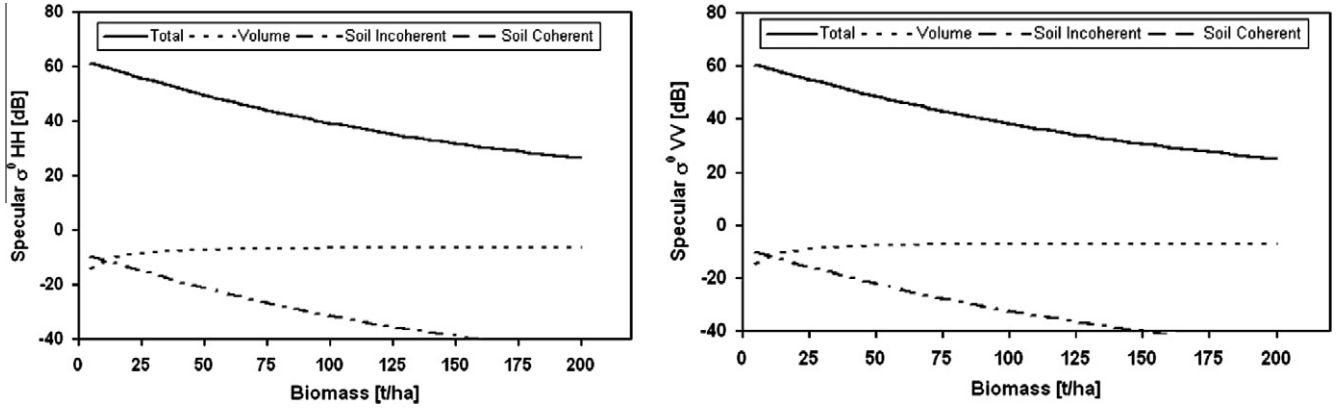 80
60
40
20
0
-20
-40
Specular σ⁰ HH [dB]
Total Volume Soil Incoherent Soil Coherent
0 25 50 75 100 125 150 175 200
Biomass [t/ha]
80
60
40
20
0
-20
-40
Specular σ⁰ VV [dB]
Total Volume Soil Incoherent Soil Coherent
0 25 50 75 100 125 150 175 200
Biomass [t/ha]